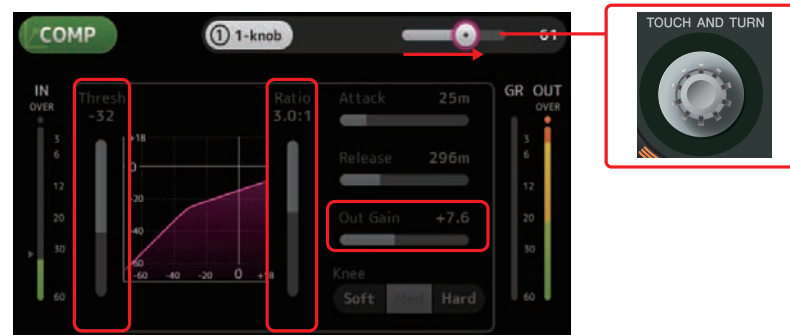 COMP
① 1-knob
61
TOUCH AND TURN
IN
OVER
3
6
12
20
30
60
Thresh
-32
+18
0
-20
-40
-60
-60 -40 -20 0 +18
Ratio
3.0:1
Attack 25m
Release 296m
Out Gain +7.6
Knee
Soft Med Hard
GR OUT
OVER
3
6
12
20
30
60